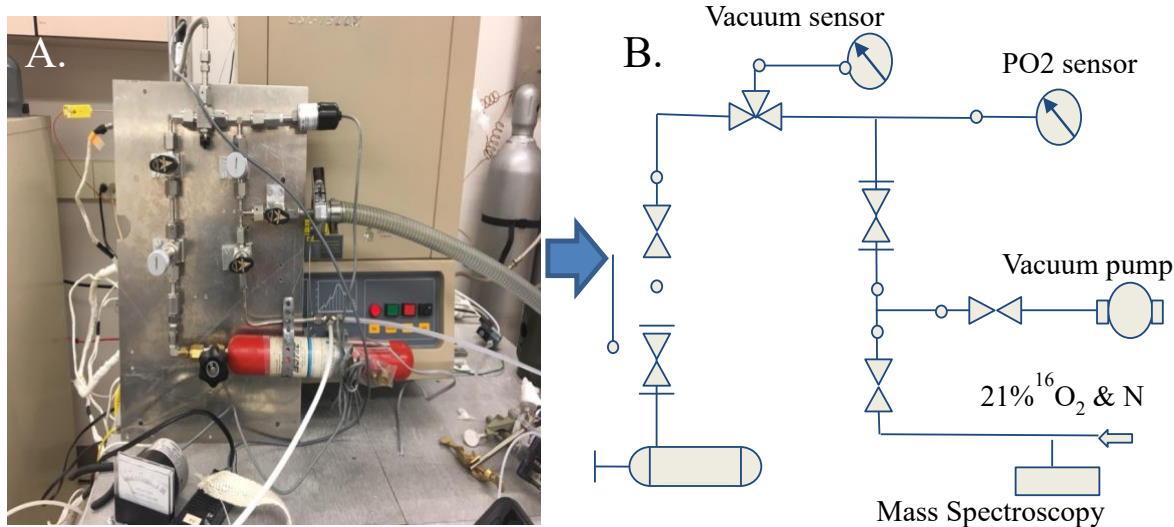 A.
B.
Vacuum sensor
PO2 sensor
Vacuum pump
21%¹⁶O₂ & N
Mass Spectroscopy